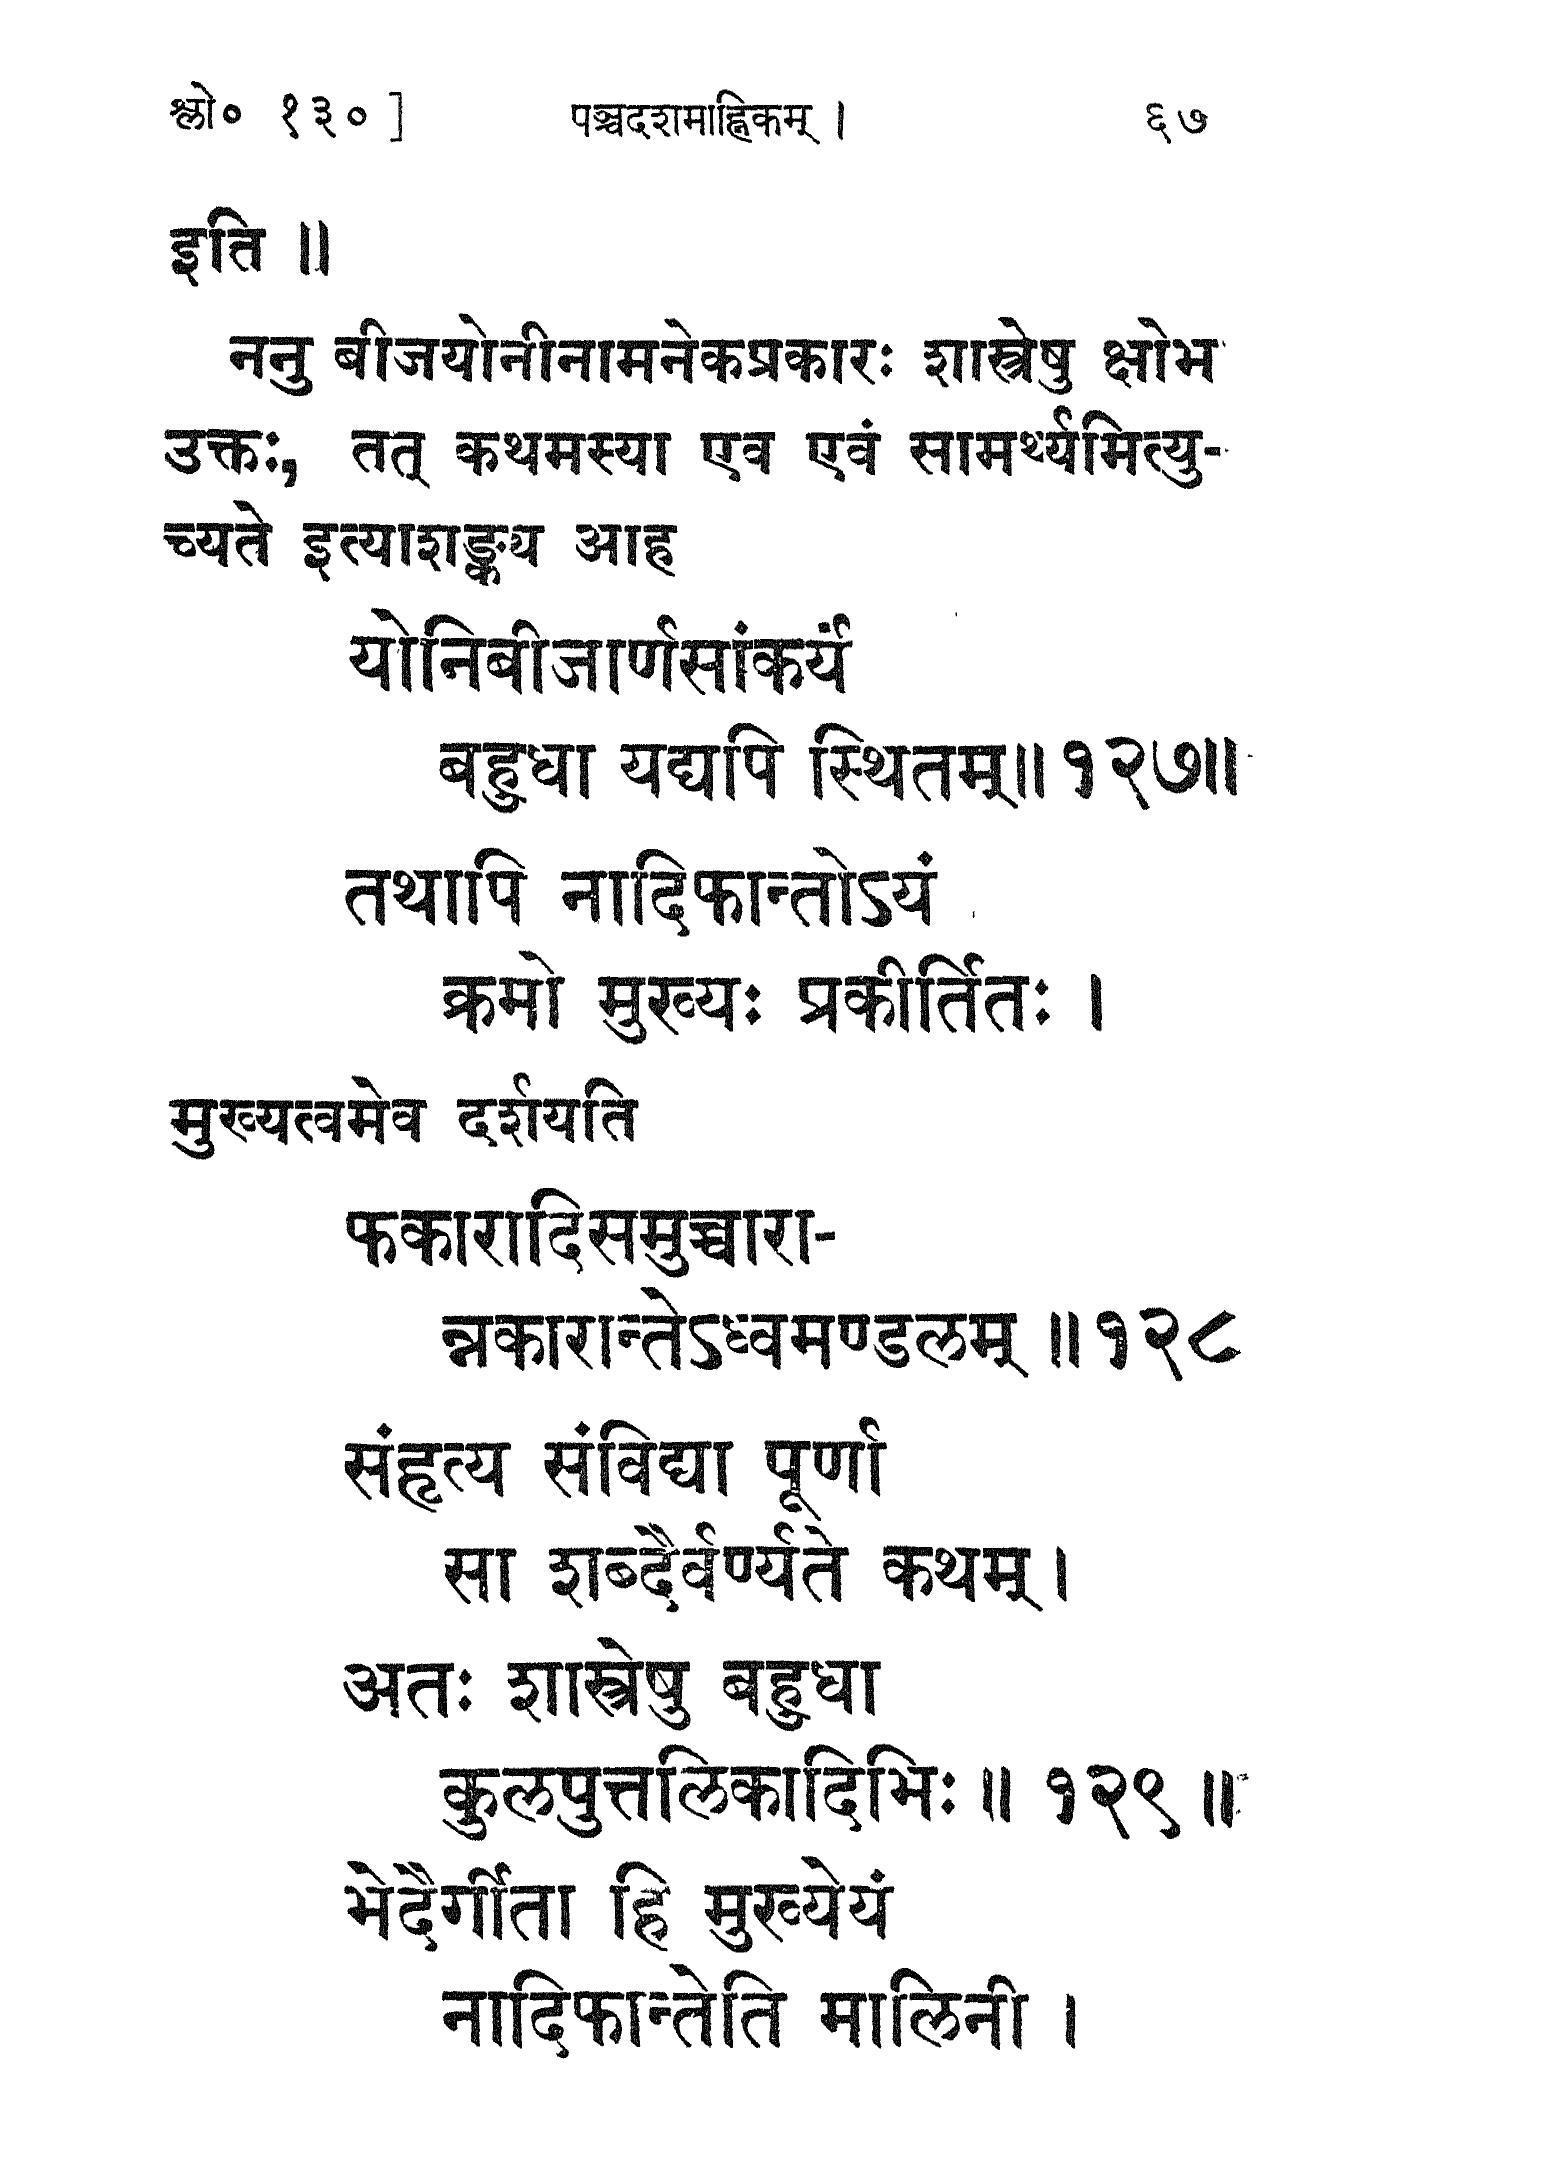 श्लो० १३० ] पञ्चदशमाह्निकम् । ६७
इति ॥
ननु बीजयोनीनामनेकप्रकारः शास्त्रेषु क्षोभ
उक्तः, तत् कथमस्या एव एवं सामर्थ्यमित्यु-
च्यते इत्याशङ्क्य आह
योनिबीजार्णसांकर्यं
बहुधा यद्यपि स्थितम्॥ १२७॥
तथापि नादिफान्तोऽयं
क्रमो मुख्यः प्रकीर्तितः ।
मुख्यत्वमेव दर्शयति
फकारादिसमुच्चारा-
न्नकारान्तेऽध्वमण्डलम् ॥१२८
संहृत्य संविद्या पूर्णा
सा शब्दैर्वर्ण्यते कथम्।
अतः शास्त्रेषु बहुधा
कुलपुत्तलिकादिभिः॥ १२९॥
भेदैर्गीता हि मुख्येयं
नादिफान्तेति मालिनी ।